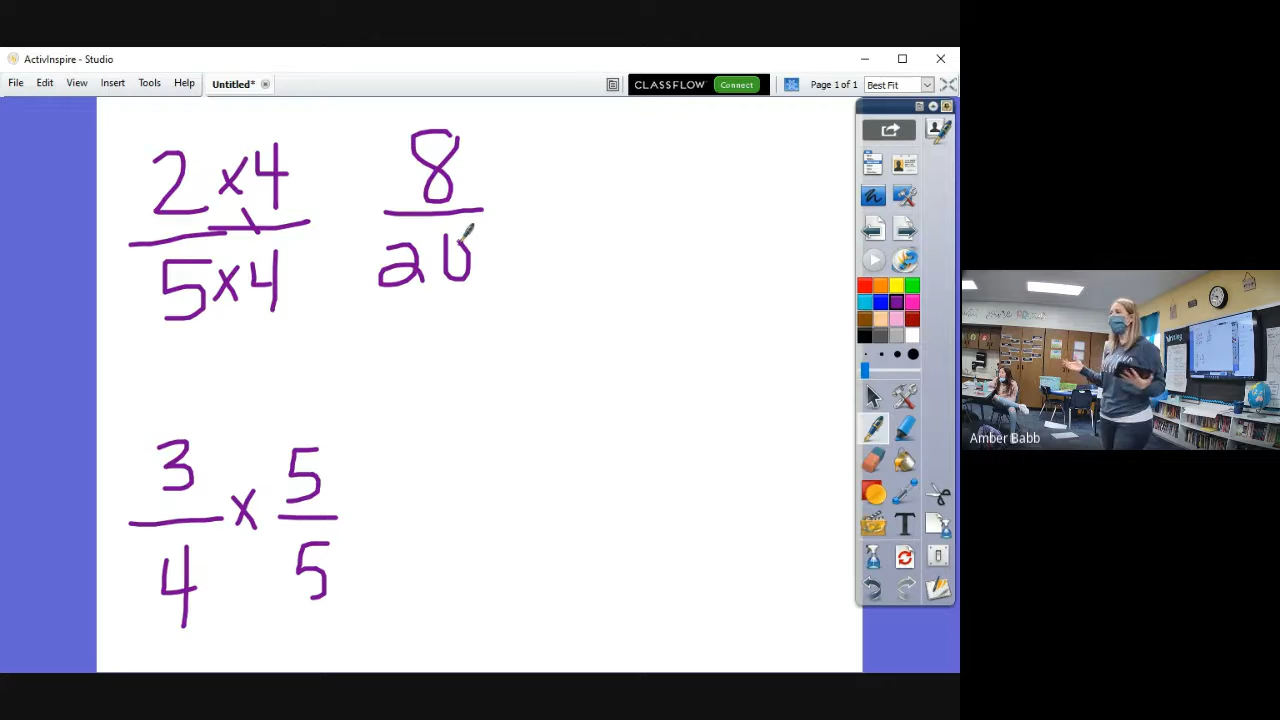 ActivInspire - Studio
File Edit View Insert Tools Help Untitled*
CLASSFLOW Connect Page 1 of 1 Best Fit
2 x 4 8
5 x 4 20
3 x 5
4 5
T
Writing
Amber Babb